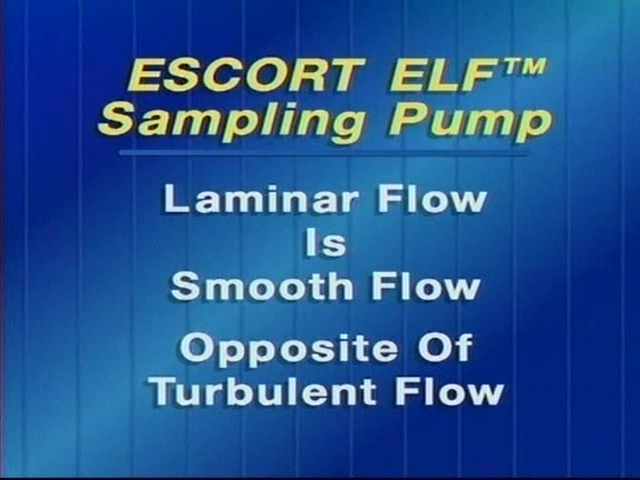 ESCORT ELF™
Sampling Pump
Laminar Flow
Is
Smooth Flow
Opposite Of
Turbulent Flow